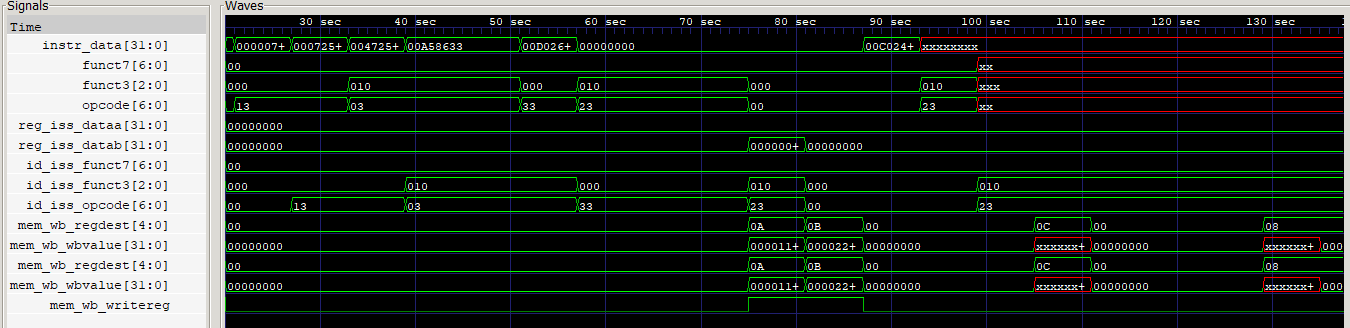 Signals Waves
Time 30 sec 40 sec 50 sec 60 sec 70 sec 80 sec 90 sec 100 sec 110 sec 120 sec 130 sec
instr_data[31:0] 000007+ 000725+ 004725+ 00A58633 00D026+ 00000000 00C024+ xxxxxxxx
funct7[6:0] 00 xx
funct3[2:0] 000 010 000 010 000 010 xxx
opcode[6:0] 13 03 33 23 00 23 xx
reg_iss_dataa[31:0] 00000000
reg_iss_datab[31:0] 00000000 000000+ 00000000
id_iss_funct7[6:0] 00
id_iss_funct3[2:0] 000 010 000 010 000 010
id_iss_opcode[6:0] 00 13 03 33 23 00 23
mem_wb_regdest[4:0] 00 0A 0B 00 0C 00 08
mem_wb_wbvalue[31:0] 00000000 000011+ 000022+ 00000000 xxxxxx+ 00000000 xxxxxx+ 000
mem_wb_regdest[4:0] 00 0A 0B 00 0C 00 08
mem_wb_wbvalue[31:0] 00000000 000011+ 000022+ 00000000 xxxxxx+ 00000000 xxxxxx+ 000
mem_wb_writereg